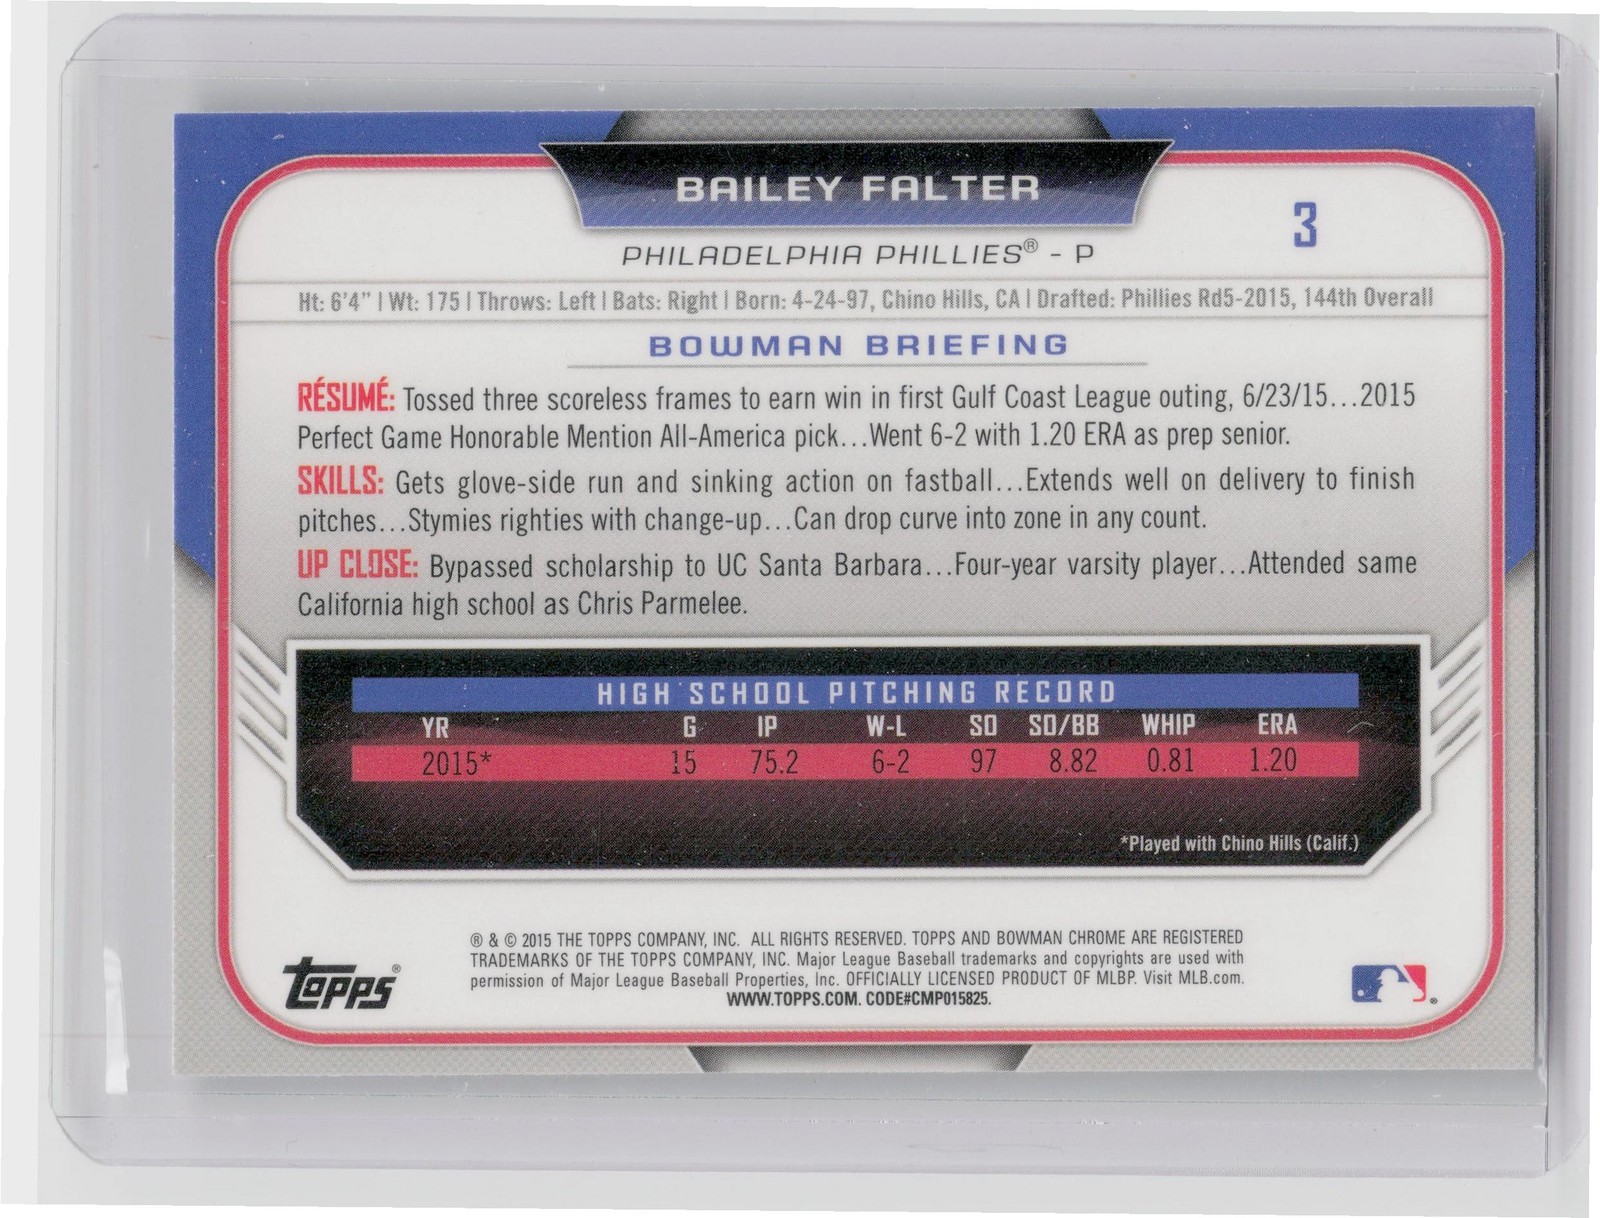 BAILEY FALTER
3
PHILADELPHIA PHILLIES® - P
Ht: 6'4" | Wt: 175 | Throws: Left | Bats: Right | Born: 4-24-97, Chino Hills, CA | Drafted: Phillies Rd5-2015, 144th Overall
BOWMAN BRIEFING
RÉSUMÉ: Tossed three scoreless frames to earn win in first Gulf Coast League outing, 6/23/15...2015
Perfect Game Honorable Mention All-America pick...Went 6-2 with 1.20 ERA as prep senior.
SKILLS: Gets glove-side run and sinking action on fastball...Extends well on delivery to finish
pitches...Stymies righties with change-up...Can drop curve into zone in any count.
UP CLOSE: Bypassed scholarship to UC Santa Barbara...Four-year varsity player...Attended same
California high school as Chris Parmelee.
HIGH SCHOOL PITCHING RECORD
YR G IP W-L SO SO/BB WHIP ERA
2015* 15 75.2 6-2 97 8.82 0.81 1.20
*Played with Chino Hills (Calif.)
® & © 2015 THE TOPPS COMPANY, INC. ALL RIGHTS RESERVED. TOPPS AND BOWMAN CHROME ARE REGISTERED
TRADEMARKS OF THE TOPPS COMPANY, INC. Major League Baseball trademarks and copyrights are used with
permission of Major League Baseball Properties, Inc. OFFICIALLY LICENSED PRODUCT OF MLBP. Visit MLB.com.
WWW.TOPPS.COM. CODE#CMP015825.
topps®